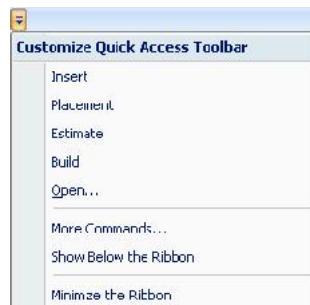 Customize Quick Access Toolbar
Insert
Placement
Estimate
Build
Open...
More Commands...
Show Below the Ribbon
Minimize the Ribbon